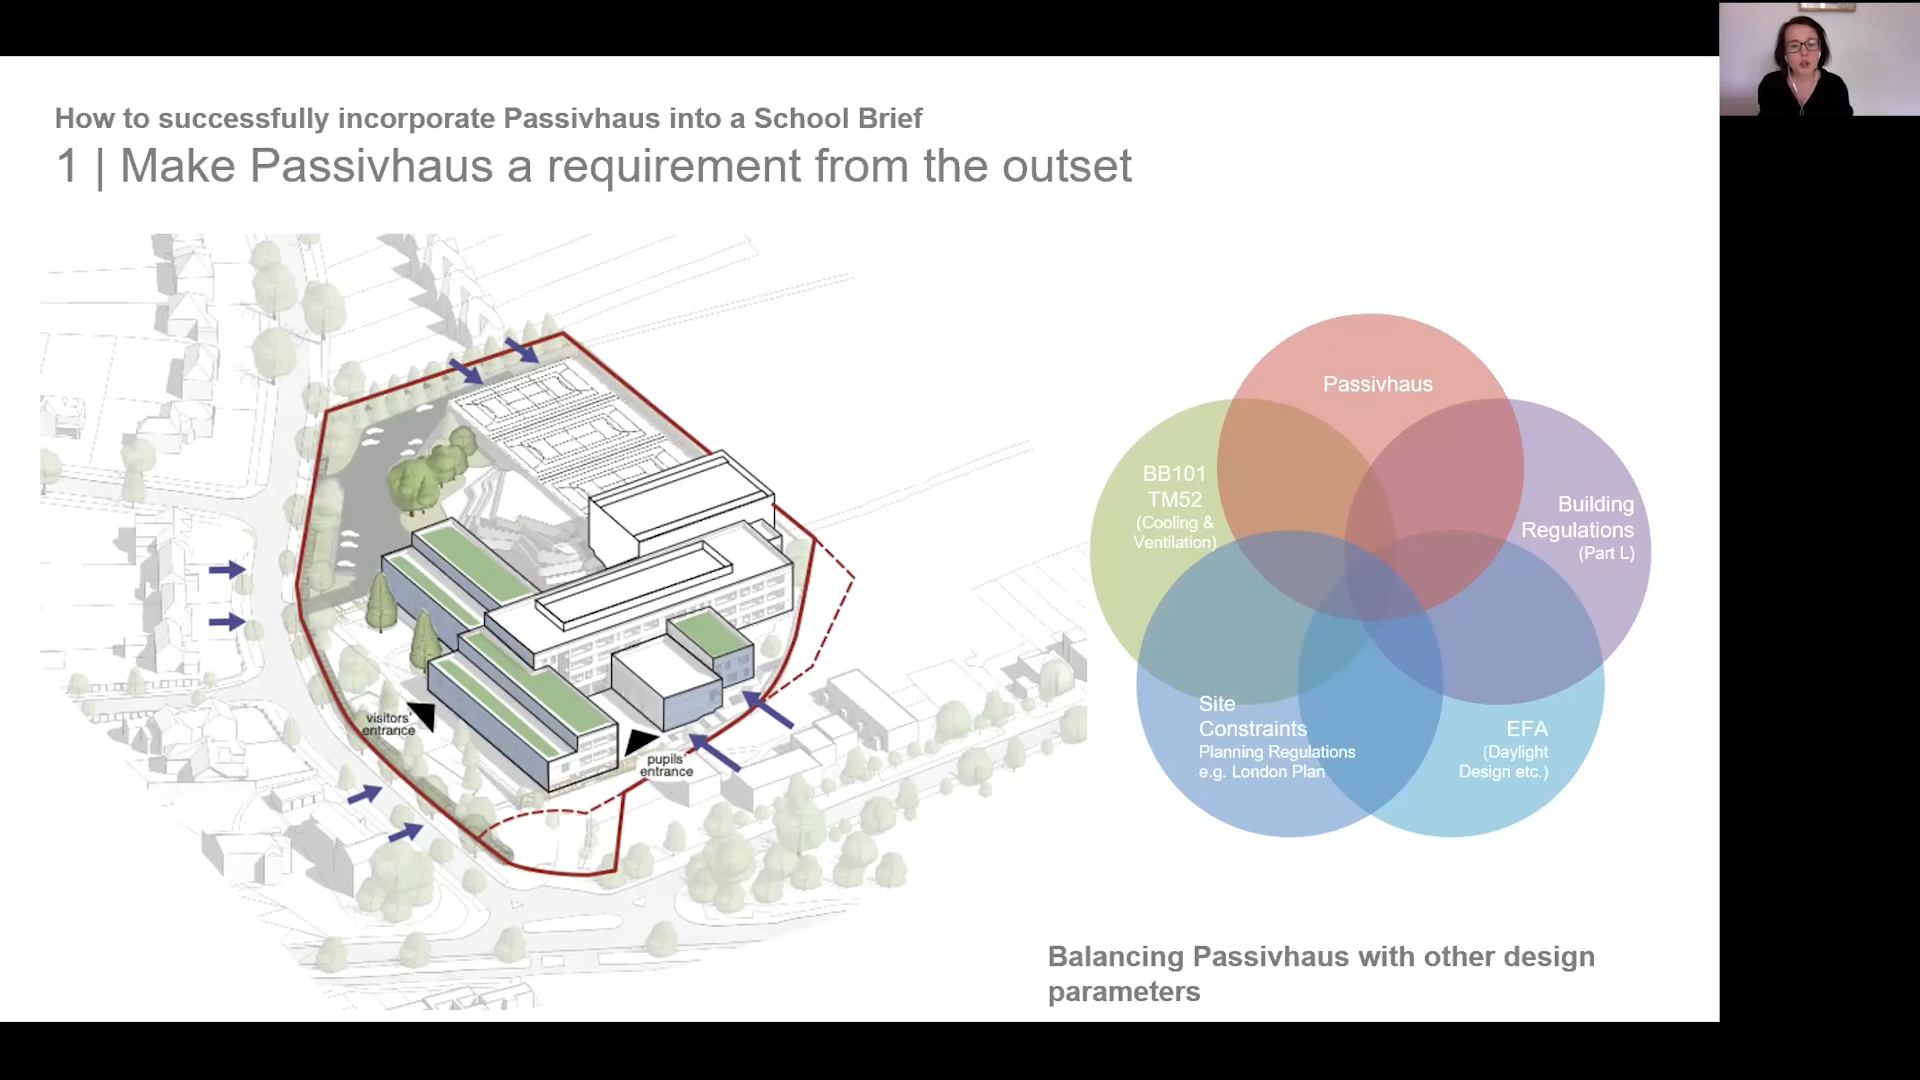 How to successfully incorporate Passivhaus into a School Brief
1 | Make Passivhaus a requirement from the outset
visitors'
entrance
pupils'
entrance
Passivhaus
BB101
TM52
(Cooling &
Ventilation)
Building
Regulations
(Part L)
Site
Constraints
Planning Regulations
e.g. London Plan
EFA
(Daylight
Design etc.)
Balancing Passivhaus with other design
parameters